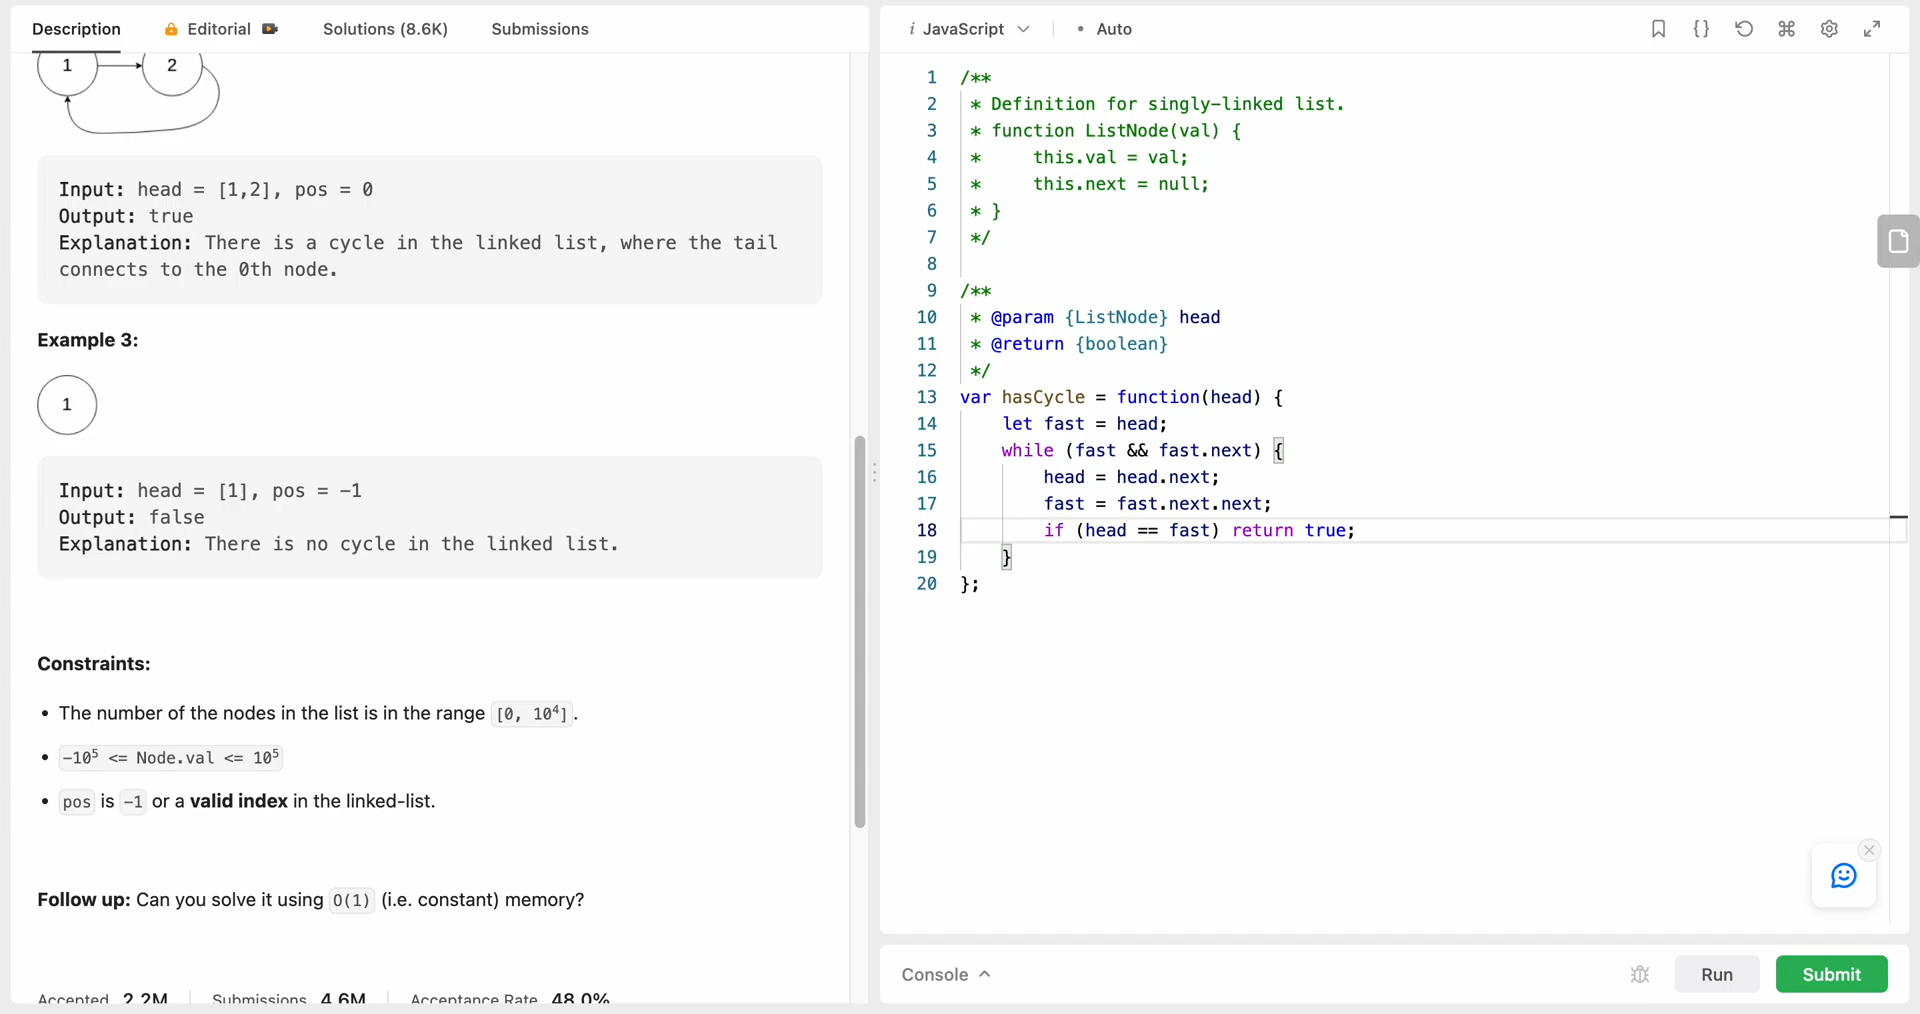 Description
Editorial
Solutions (8.6K)
Submissions
1
2
Input: head = [1,2], pos = 0
Output: true
Explanation: There is a cycle in the linked list, where the tail
connects to the 0th node.
Example 3:
1
Input: head = [1], pos = -1
Output: false
Explanation: There is no cycle in the linked list.
Constraints:
• The number of the nodes in the list is in the range [0, 10⁴].
• -10⁵ <= Node.val <= 10⁵
• pos is -1 or a valid index in the linked-list.
Follow up: Can you solve it using O(1) (i.e. constant) memory?
Accepted 2.2M
Submissions 4.6M
Acceptance Rate 48.0%
i JavaScript
• Auto
1 /**
2 * Definition for singly-linked list.
3 * function ListNode(val) {
4 *     this.val = val;
5 *     this.next = null;
6 * }
7 */
8
9 /**
10 * @param {ListNode} head
11 * @return {boolean}
12 */
13 var hasCycle = function(head) {
14     let fast = head;
15     while (fast && fast.next) {
16         head = head.next;
17         fast = fast.next.next;
18         if (head == fast) return true;
19     }
20 };
Console
Run
Submit